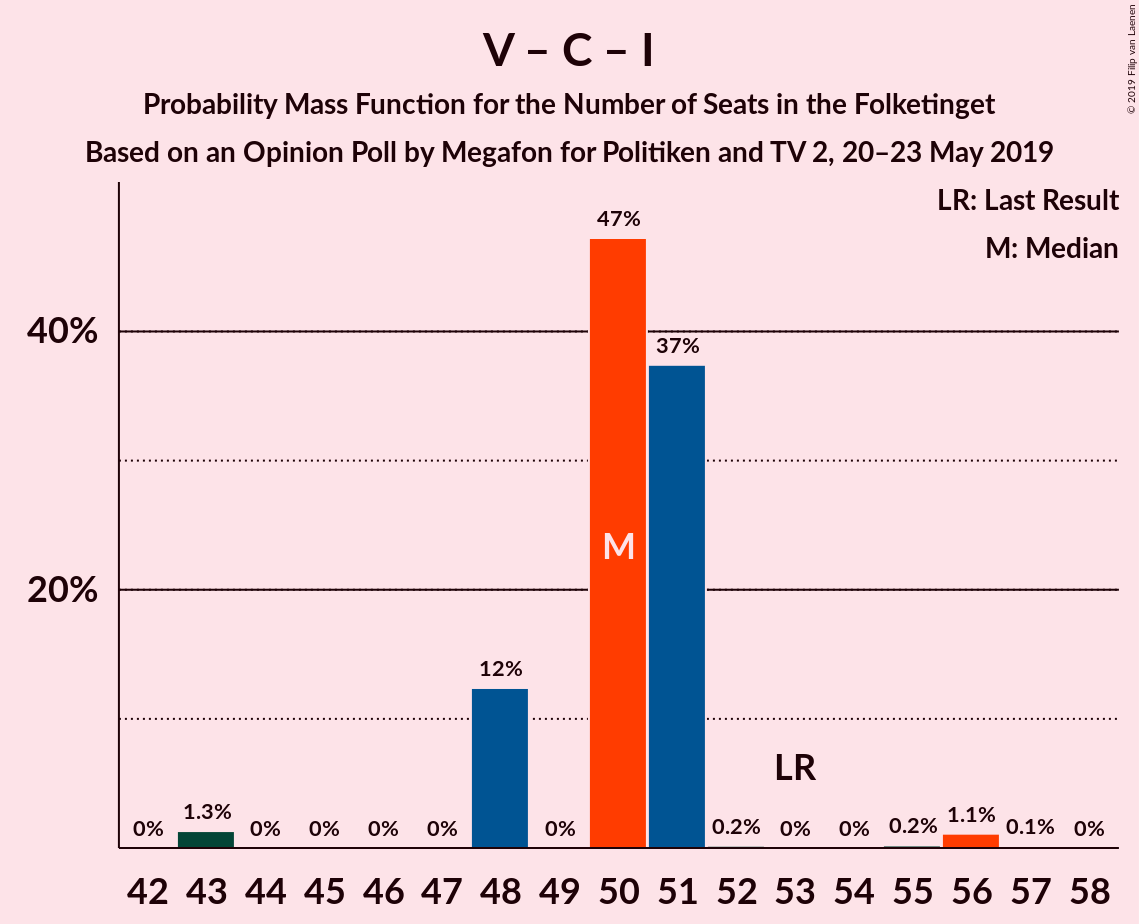 V – C – I
Probability Mass Function for the Number of Seats in the Folketinget
Based on an Opinion Poll by Megafon for Politiken and TV 2, 20–23 May 2019
© 2019 Filip van Laenen
LR: Last Result
M: Median
47%
40%
37%
M
20%
12%
LR
0% 1.3% 0% 0% 0% 0% 0% 0.2% 0% 0% 0.2% 1.1% 0.1% 0%
42 43 44 45 46 47 48 49 50 51 52 53 54 55 56 57 58